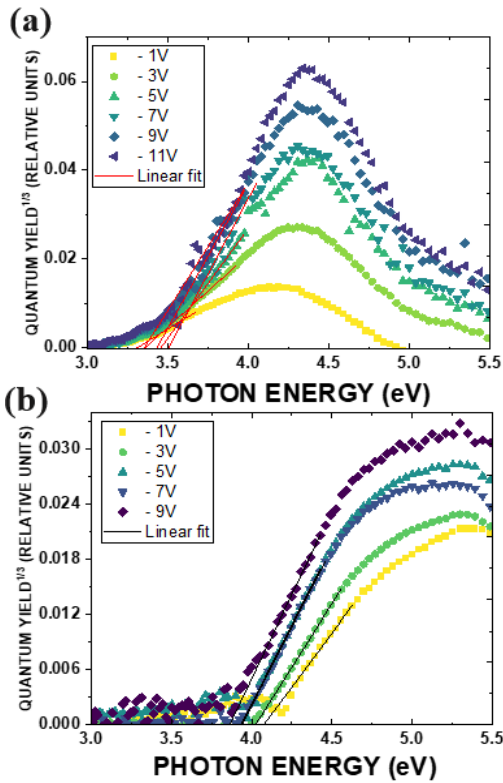 (a)
QUANTUM YIELD1/3 (RELATIVE UNITS)
0.06
0.04
0.02
0.00
- 1V
- 3V
- 5V
- 7V
- 9V
- 11V
Linear fit
3.0 3.5 4.0 4.5 5.0 5.5
PHOTON ENERGY (eV)
(b)
QUANTUM YIELD1/3 (RELATIVE UNITS)
0.030
0.024
0.018
0.012
0.006
0.000
- 1V
- 3V
- 5V
- 7V
- 9V
Linear fit
3.0 3.5 4.0 4.5 5.0 5.5
PHOTON ENERGY (eV)